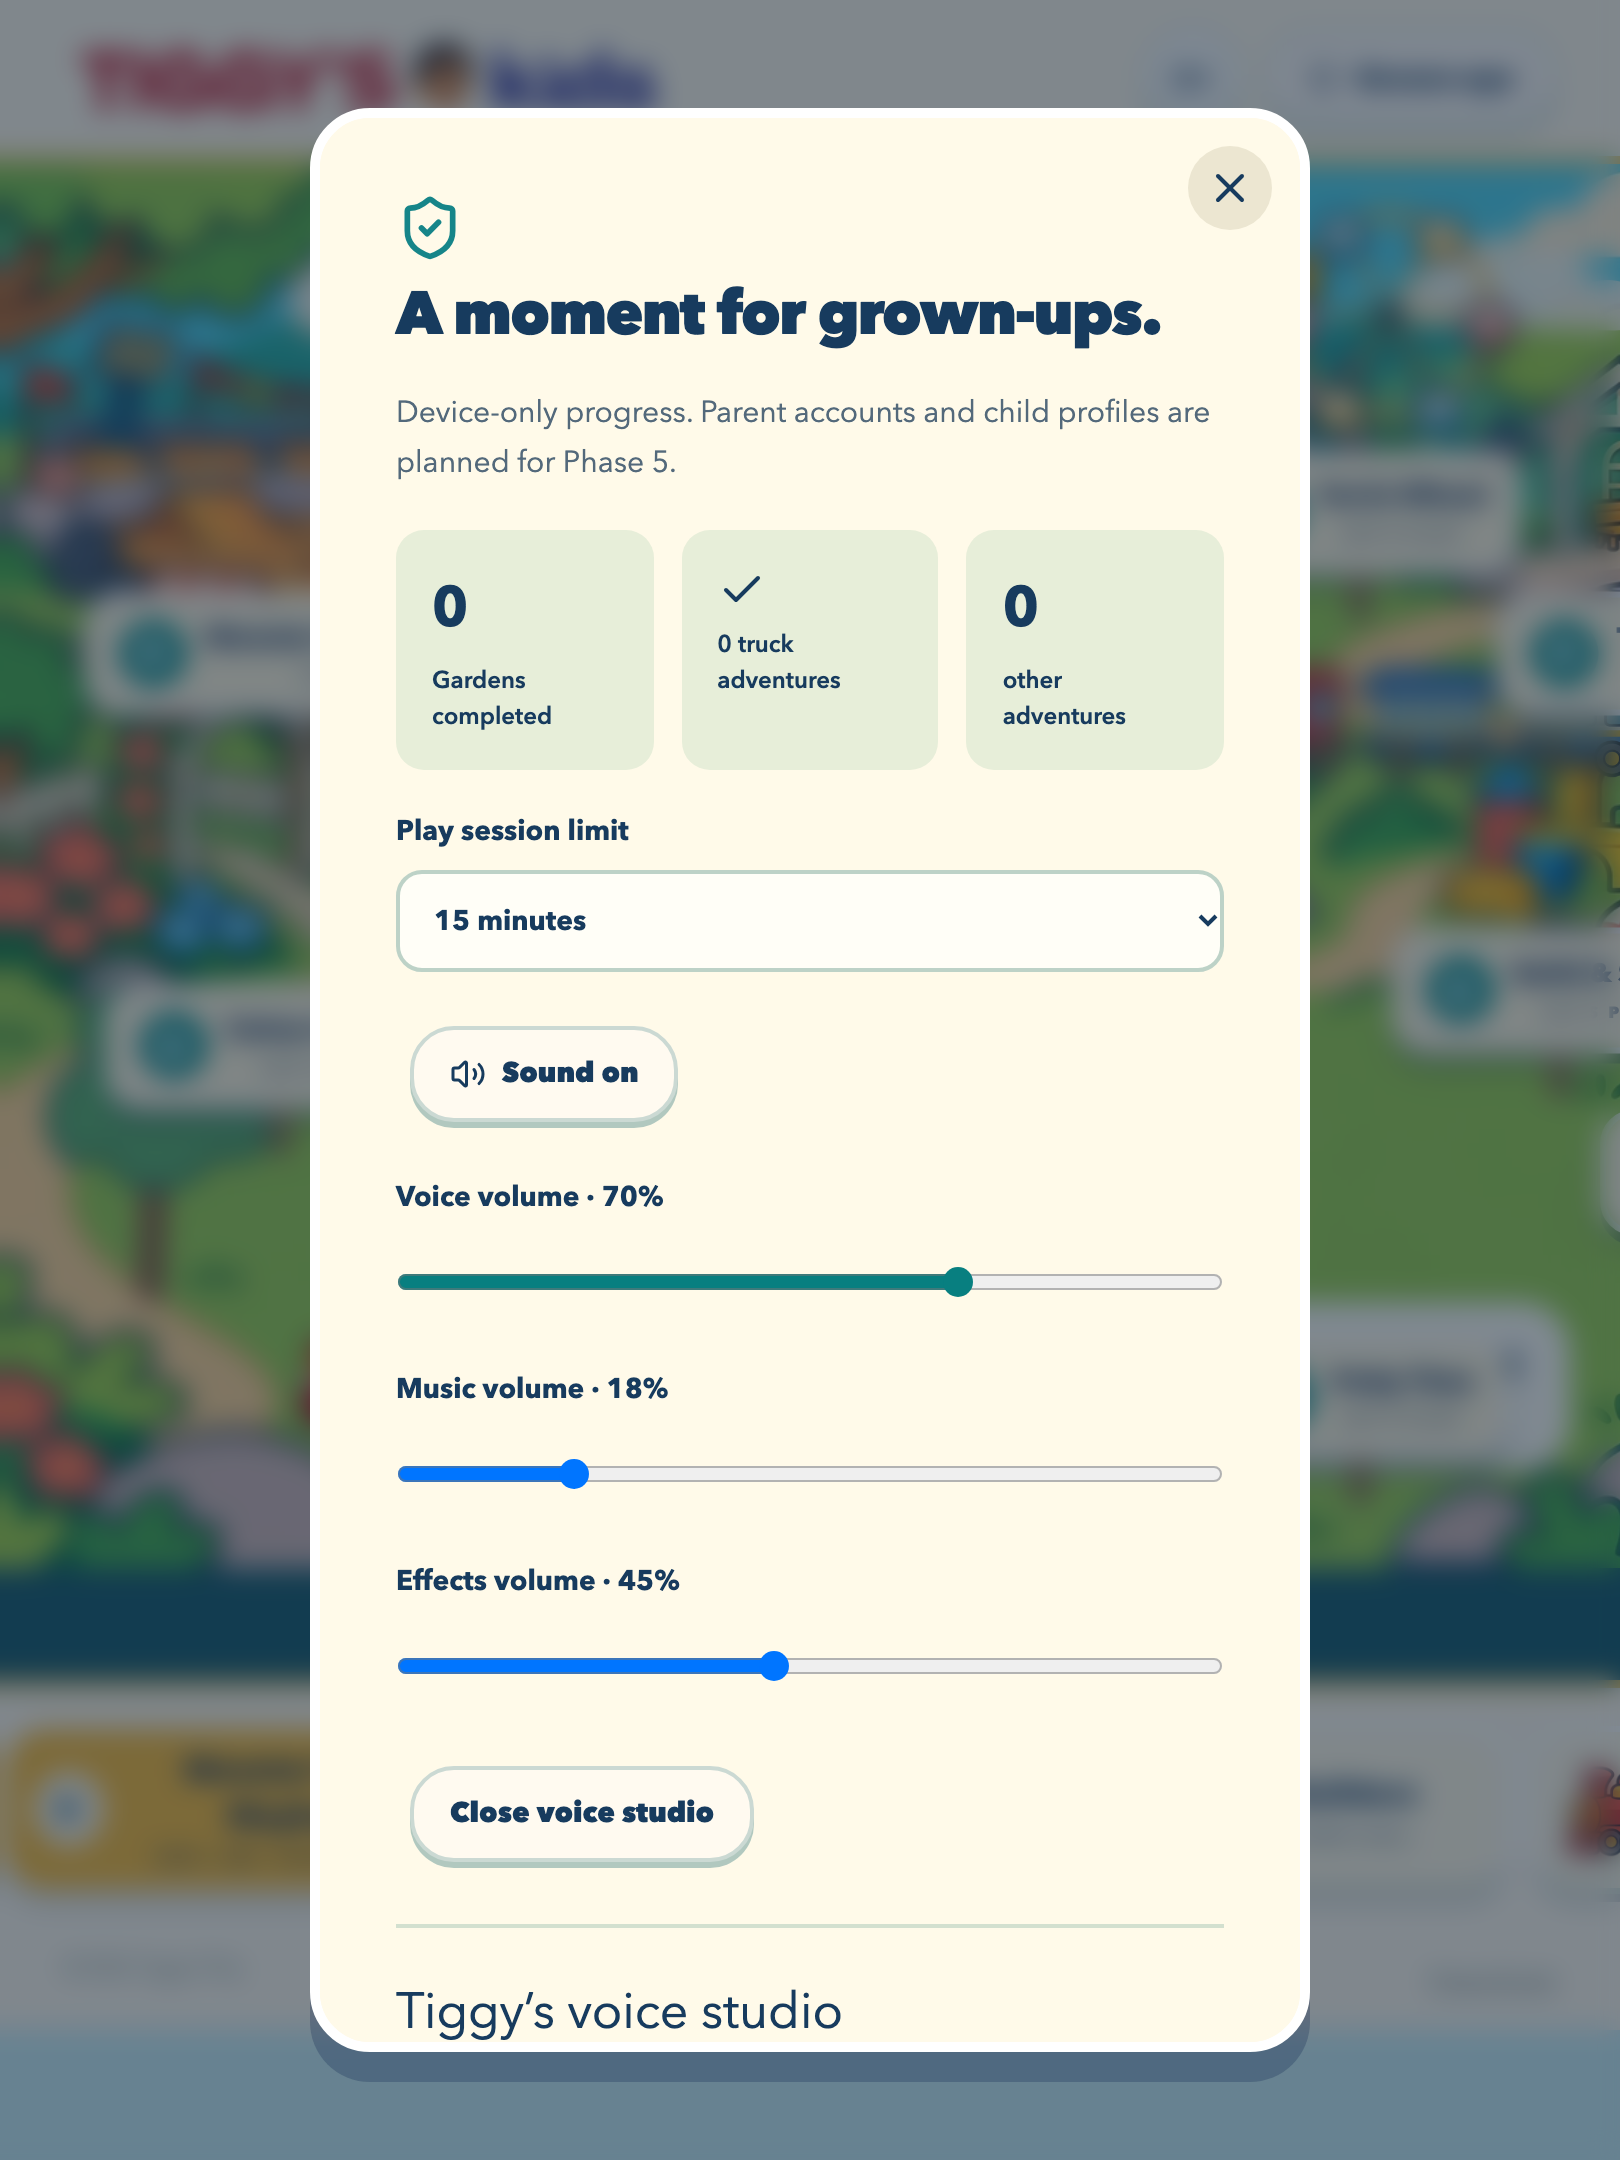 TIGGY'S kids
A moment for grown-ups.
Device-only progress. Parent accounts and child profiles are
planned for Phase 5.
0
Gardens
completed
0 truck
adventures
0
other
adventures
Play session limit
15 minutes
Sound on
Voice volume · 70%
Music volume · 18%
Effects volume · 45%
Close voice studio
Tiggy’s voice studio